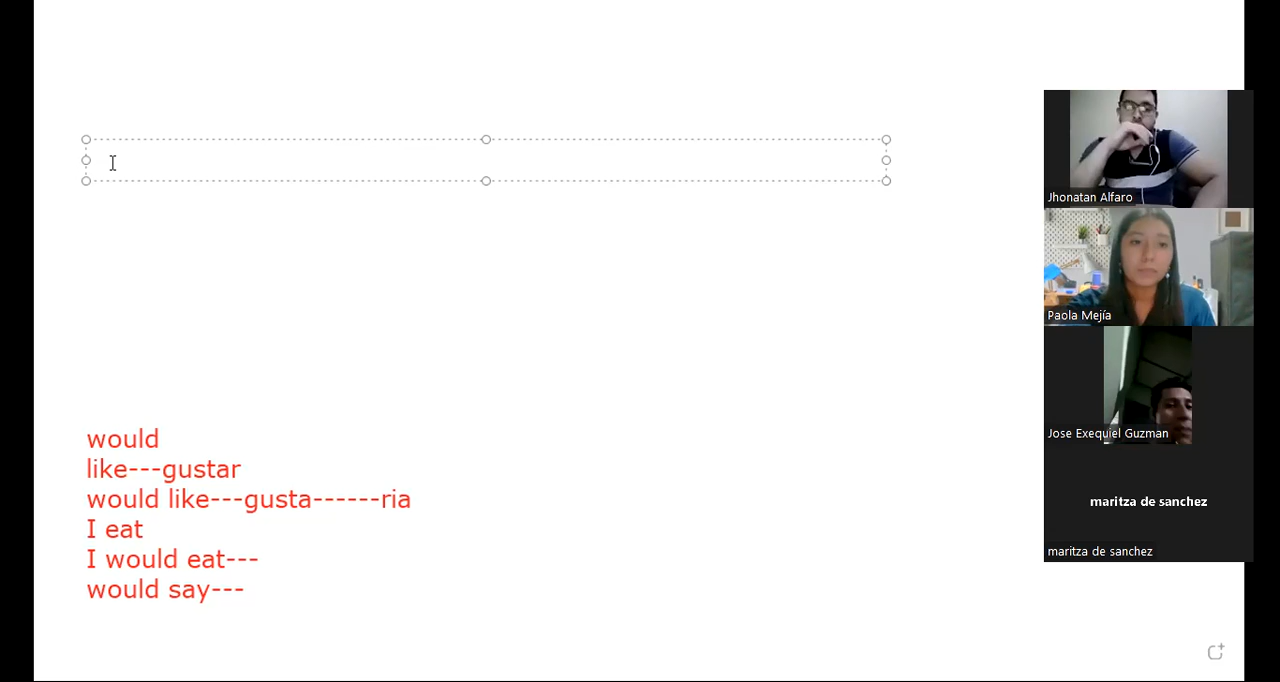 would
like---gustar
would like---gusta------ria
I eat
I would eat---
would say---
Jhonatan Alfaro
Paola Mejía
Jose Exequiel Guzman
maritza de sanchez
maritza de sanchez